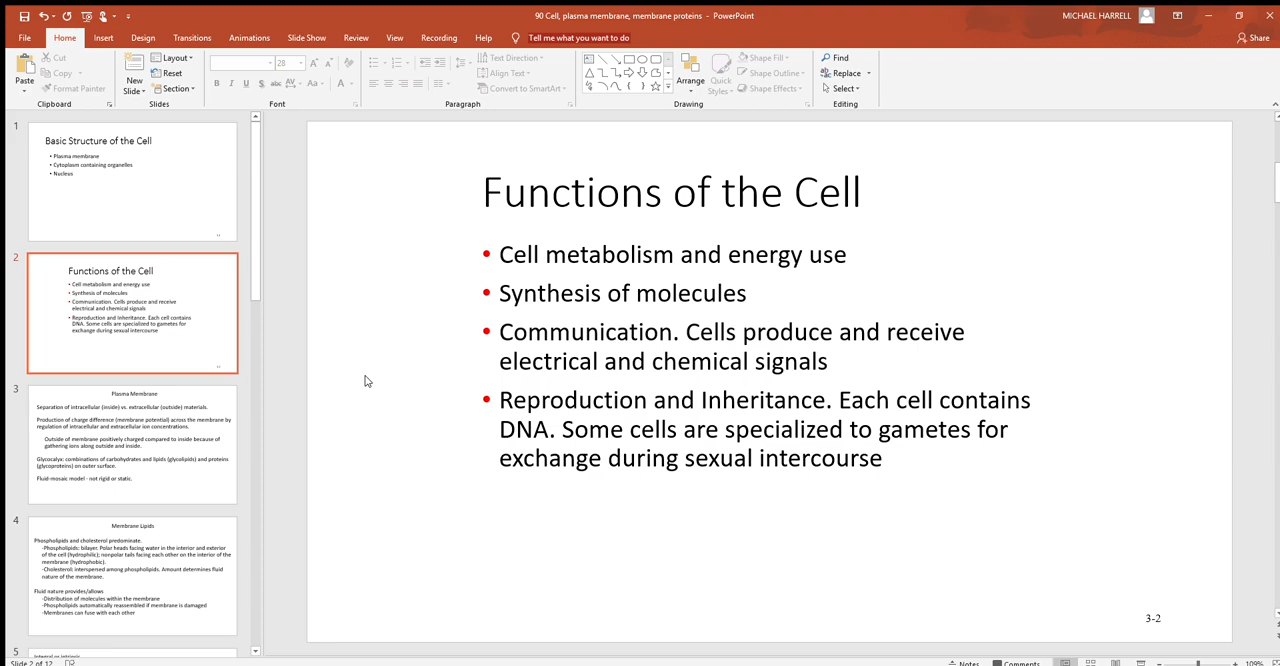 90 Cell, plasma membrane, membrane proteins - PowerPoint
MICHAEL HARRELL
File Home Insert Design Transitions Animations Slide Show Review View Recording Help Tell me what you want to do
Share
Paste
Cut
Copy
Format Painter
Clipboard
New Slide
Layout
Reset
Section
Slides
28
B I U S abc AV Aa A
Font
Text Direction
Align Text
Convert to SmartArt
Paragraph
Arrange
Quick Styles
Shape Fill
Shape Outline
Shape Effects
Drawing
Find
Replace
Select
Editing
1
Basic Structure of the Cell
• Plasma membrane
• Cytoplasm containing organelles
• Nucleus
2
Functions of the Cell
• Cell metabolism and energy use
• Synthesis of molecules
• Communication. Cells produce and receive
electrical and chemical signals
• Reproduction and Inheritance. Each cell contains
DNA. Some cells are specialized to gametes for
exchange during sexual intercourse
3
Plasma Membrane
Separation of intracellular (inside) vs. extracellular (outside) materials.
Production of charge difference (membrane potential) across the membrane by
regulation of intracellular and extracellular ion concentrations.
Outside of membrane positively charged compared to inside because of
gathering ions along outside and inside.
Glycocalyx: combinations of carbohydrates and lipids (glycolipids) and proteins
(glycoproteins) on outer surface.
Fluid-mosaic model - not rigid or static.
4
Membrane Lipids
Phospholipids and cholesterol predominate.
-Phospholipids: bilayer. Polar heads facing water in the interior and exterior
of the cell (hydrophilic); nonpolar tails facing each other on the interior of the
membrane (hydrophobic).
-Cholesterol: interspersed among phospholipids. Amount determines fluid
nature of the membrane.
Fluid nature provides/allows
-Distribution of molecules within the membrane
-Phospholipids automatically reassembled if membrane is damaged
-Membranes can fuse with each other
5
Integral or intrinsic
Functions of the Cell
• Cell metabolism and energy use
• Synthesis of molecules
• Communication. Cells produce and receive
electrical and chemical signals
• Reproduction and Inheritance. Each cell contains
DNA. Some cells are specialized to gametes for
exchange during sexual intercourse
3-2
Slide 2 of 12
Notes
Comments
109%